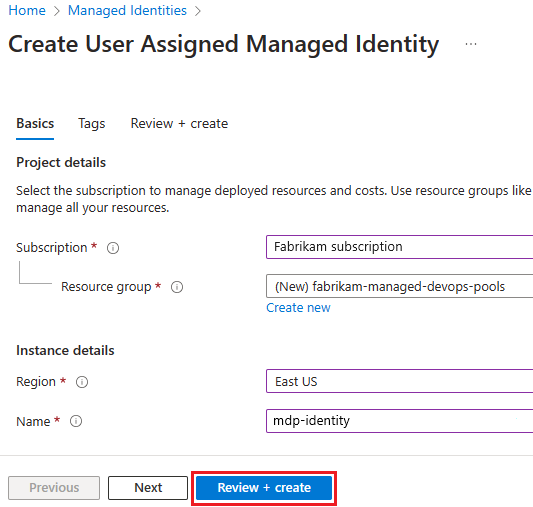 Home > Managed Identities >
Create User Assigned Managed Identity ...
Basics Tags Review + create
Project details
Select the subscription to manage deployed resources and costs. Use resource groups like
manage all your resources.
Subscription * Fabrikam subscription
Resource group * (New) fabrikam-managed-devops-pools
Create new
Instance details
Region * East US
Name * mdp-identity
Previous Next Review + create